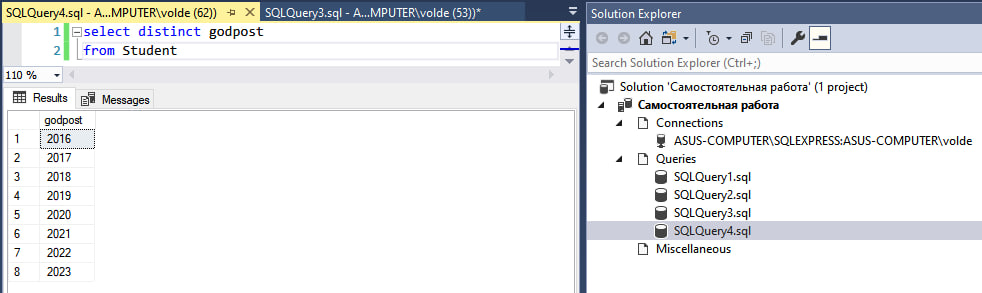 SQLQuery4.sql - A...MPUTER\volde (62))*
SQLQuery3.sql - A...MPUTER\volde (53))*
1 select distinct godpost
2 from Student
110 %
Results
Messages
godpost
1 2016
2 2017
3 2018
4 2019
5 2020
6 2021
7 2022
8 2023
Solution Explorer
Search Solution Explorer (Ctrl+;)
Solution 'Самостоятельная работа' (1 project)
Самостоятельная работа
Connections
ASUS-COMPUTER\SQLEXPRESS:ASUS-COMPUTER\volde
Queries
SQLQuery1.sql
SQLQuery2.sql
SQLQuery3.sql
SQLQuery4.sql
Miscellaneous